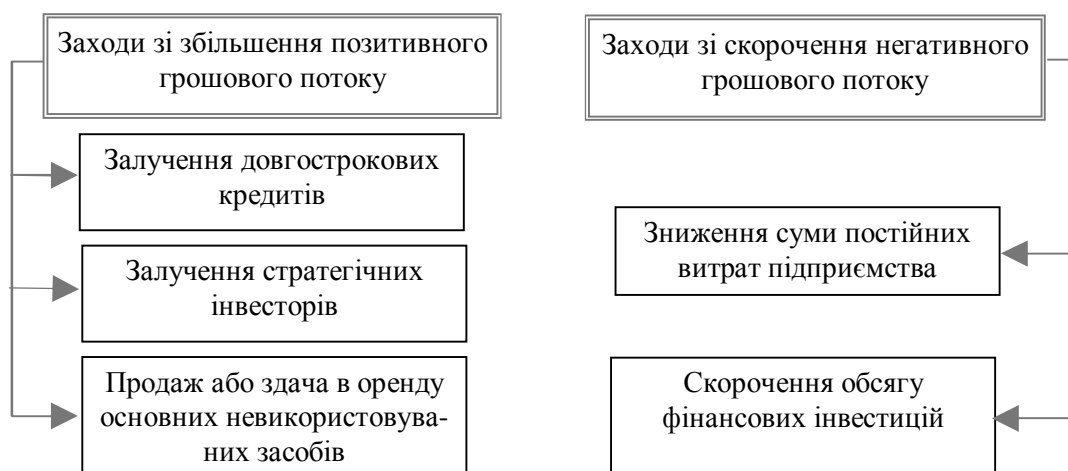 Заходи зі збільшення позитивного
грошового потоку
Залучення довгострокових
кредитів
Залучення стратегічних
інвесторів
Продаж або здача в оренду
основних невикористовува-
них засобів
Заходи зі скорочення негативного
грошового потоку
Зниження суми постійних
витрат підприємства
Скорочення обсягу
фінансових інвестицій